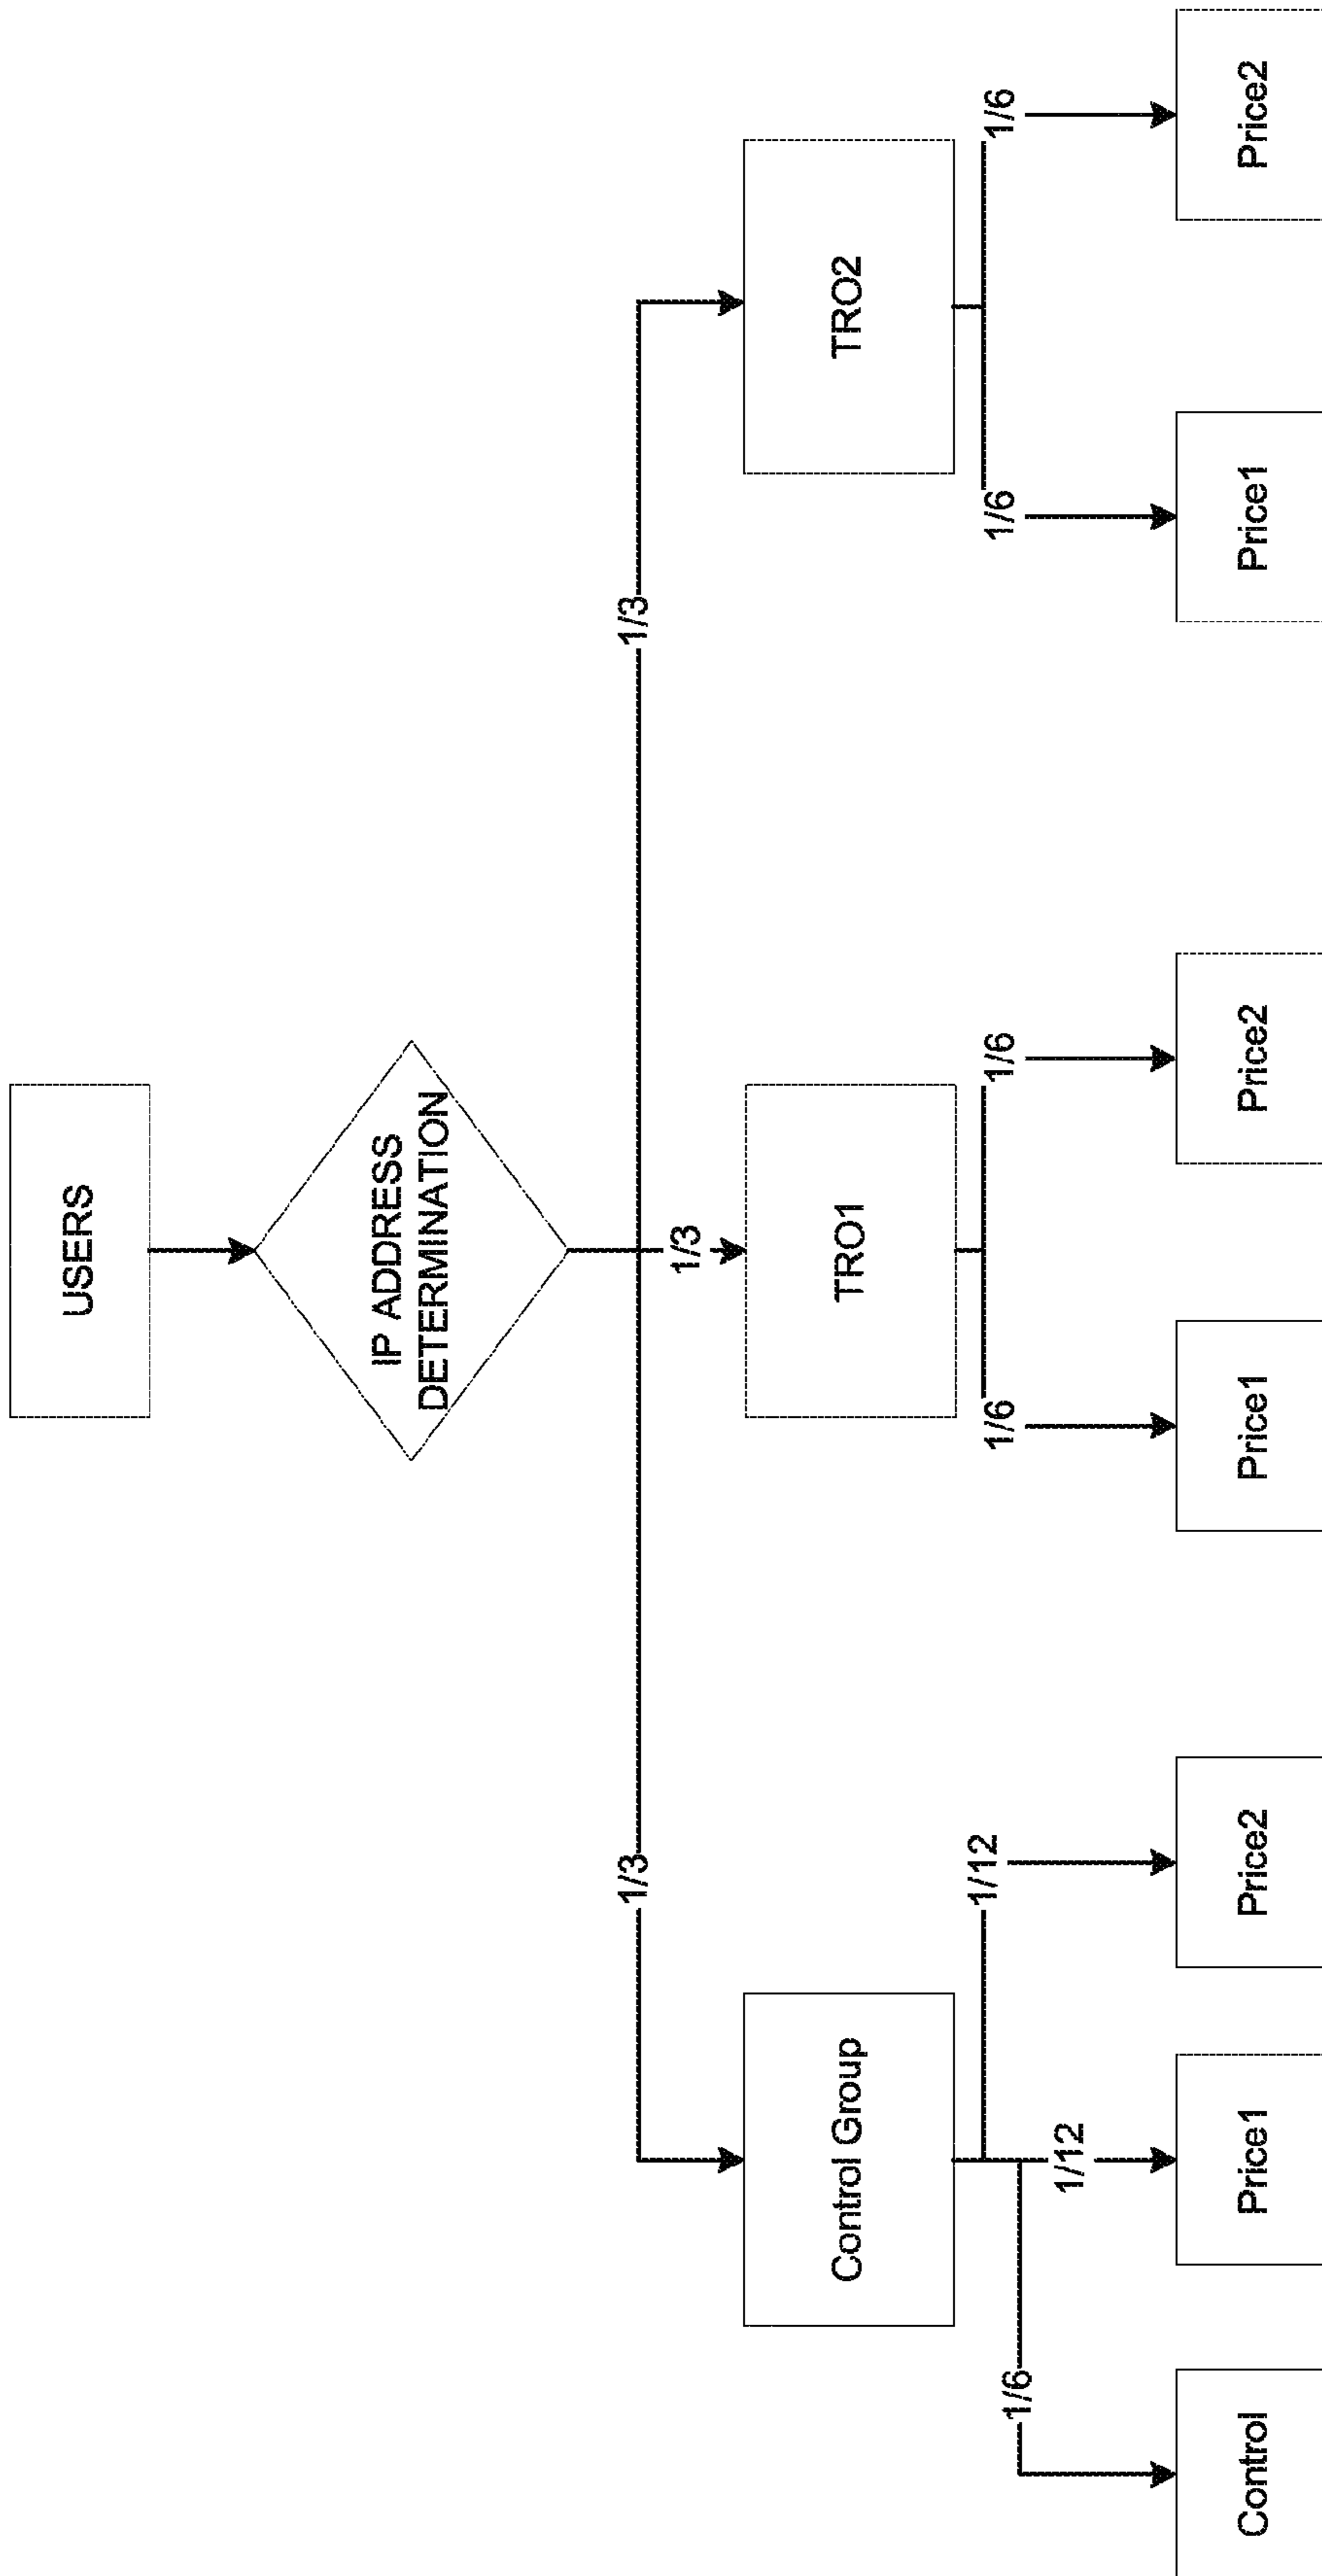 USERS
IP ADDRESS
DETERMINATION
1/3
1/3
1/3
Control Group
TRO1
TRO2
1/6
1/12
1/12
1/6
1/6
1/6
1/6
Control
Price1
Price2
Price1
Price2
Price1
Price2